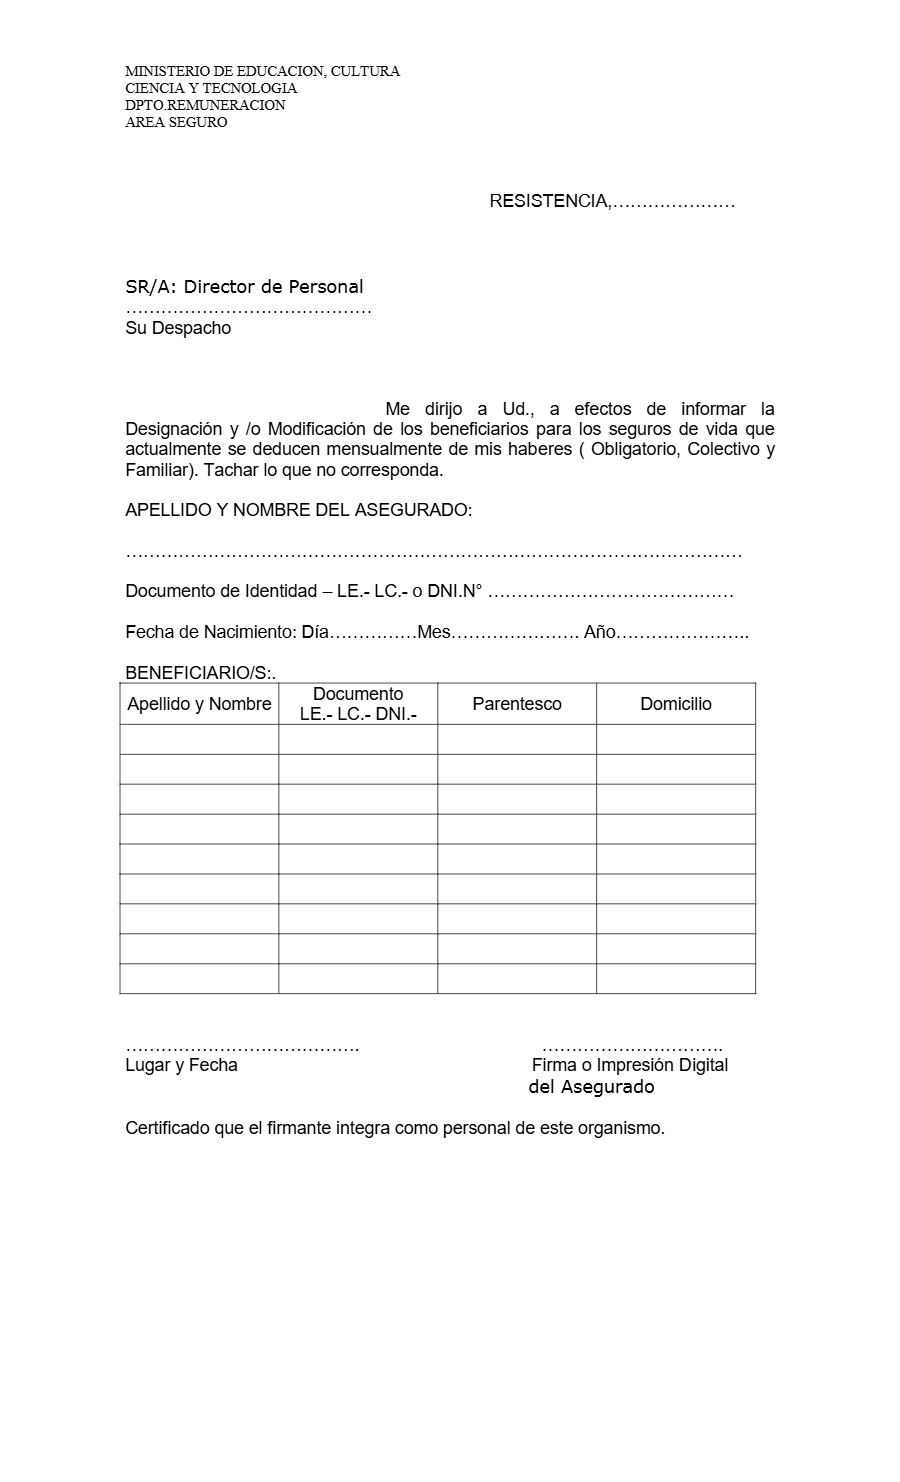 MINISTERIO DE EDUCACION, CULTURA
CIENCIA Y TECNOLOGIA
DPTO.REMUNERACION
AREA SEGURO
RESISTENCIA,…………………
SR/A: Director de Personal
……………………………………
Su Despacho
Me dirijo a Ud., a efectos de informar la
Designación y /o Modificación de los beneficiarios para los seguros de vida que
actualmente se deducen mensualmente de mis haberes ( Obligatorio, Colectivo y
Familiar). Tachar lo que no corresponda.
APELLIDO Y NOMBRE DEL ASEGURADO:
……………………………………………………………………………………………
Documento de Identidad – LE.- LC.- o DNI.N° ……………………………………
Fecha de Nacimiento: Día……………Mes…………………. Año…………………..
BENEFICIARIO/S:.
Apellido y Nombre Documento Parentesco Domicilio
LE.- LC.- DNI.-
…………………………………. ………………………….
Lugar y Fecha Firma o Impresión Digital
del Asegurado
Certificado que el firmante integra como personal de este organismo.